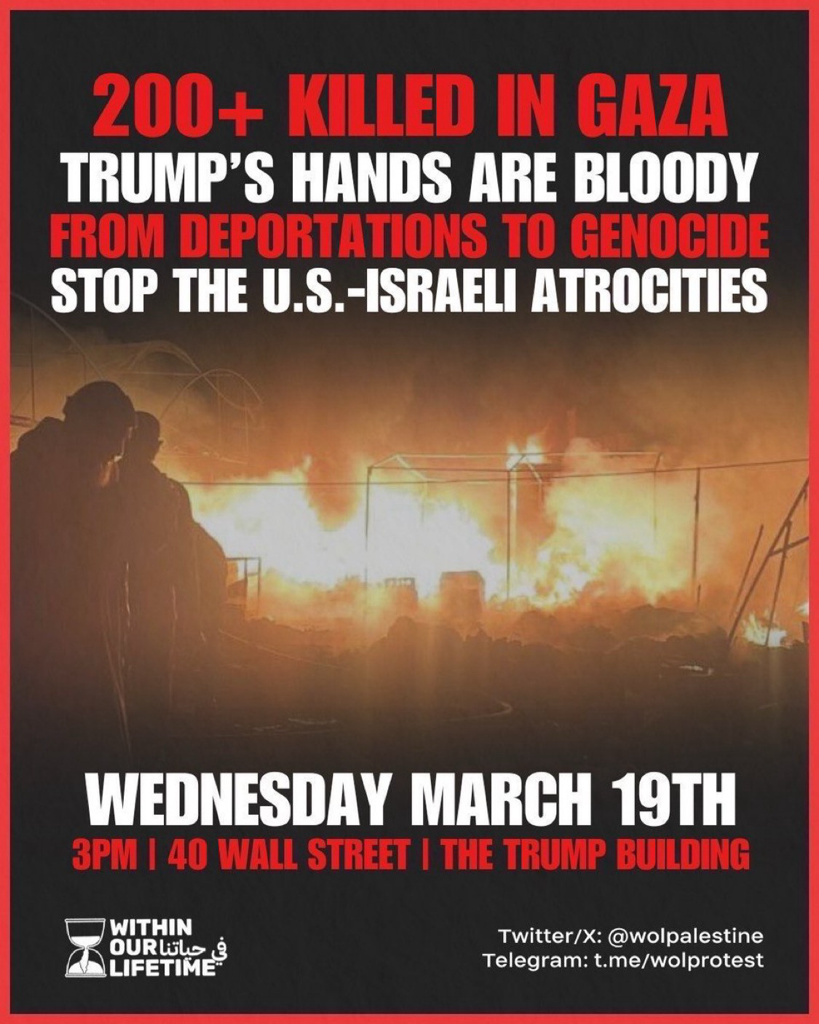 200+ KILLED IN GAZA
TRUMP'S HANDS ARE BLOODY
FROM DEPORTATIONS TO GENOCIDE
STOP THE U.S.-ISRAELI ATROCITIES
WEDNESDAY MARCH 19TH
3PM | 40 WALL STREET | THE TRUMP BUILDING
WITHIN
OUR في حياتنا
LIFETIME
Twitter/X: @wolpalestine
Telegram: t.me/wolprotest